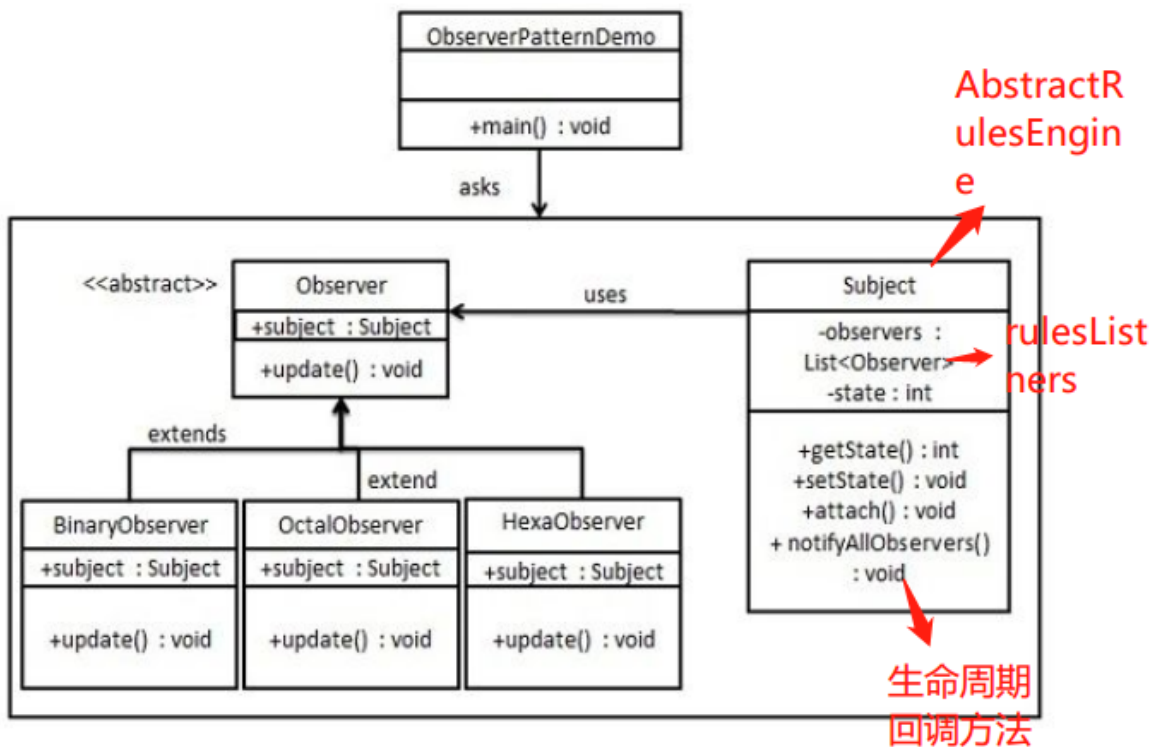 ObserverPatternDemo
+main() : void
asks
AbstractR
ulesEngin
e
<<abstract>>
Observer
+subject : Subject
+update() : void
uses
Subject
-observers :
List<Observer>
-state : int
rulesList
ners
+getState() : int
+setState() : void
+attach() : void
+ notifyAllObservers()
: void
extends
extend
BinaryObserver
+subject : Subject
+update() : void
OctalObserver
+subject : Subject
+update() : void
HexaObserver
+subject : Subject
+update() : void
生命周期
回调方法